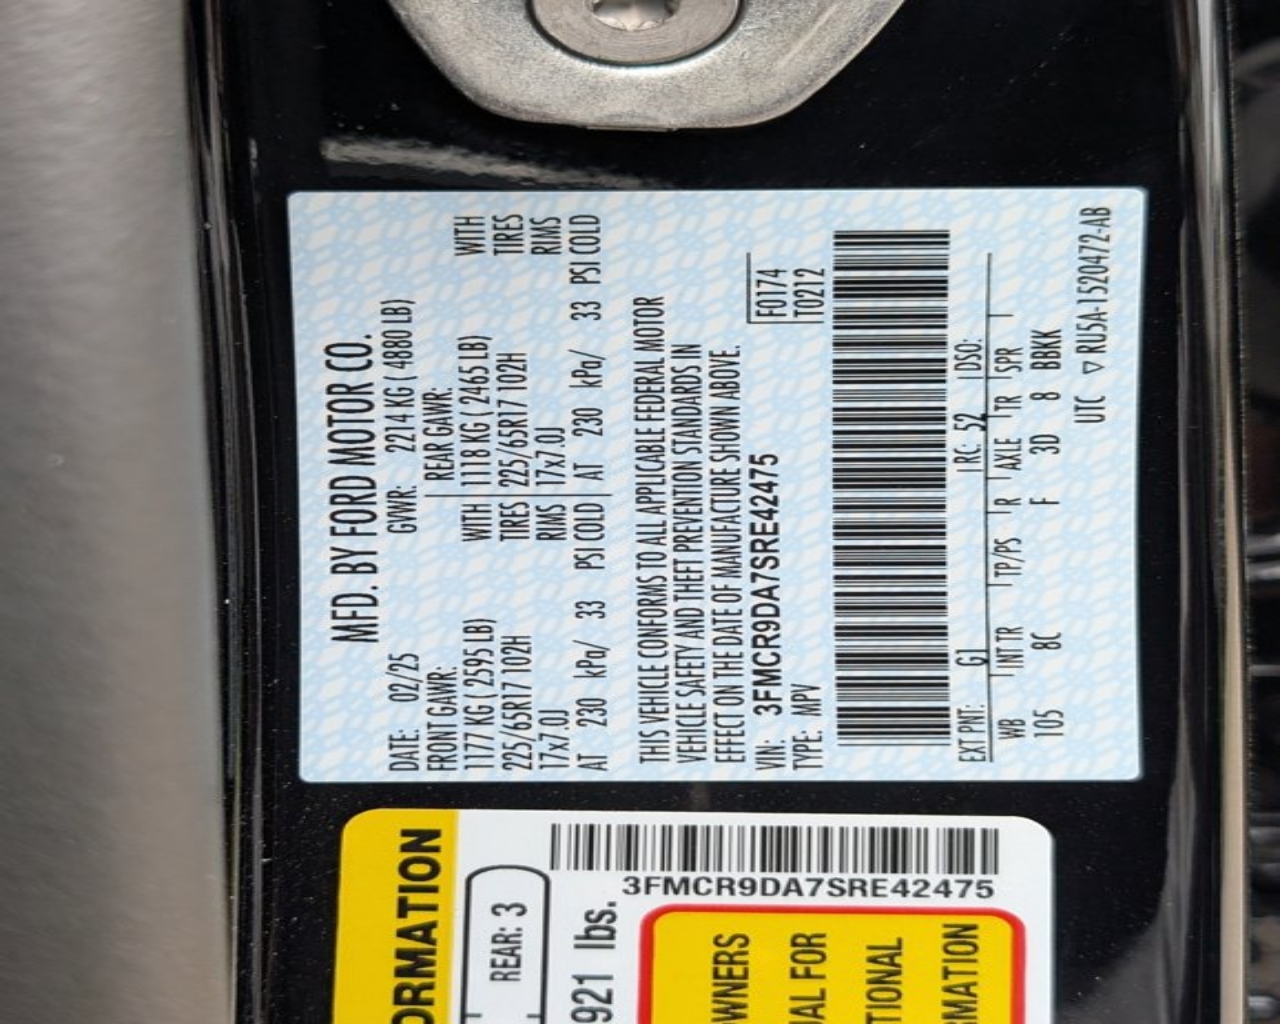 MFD. BY FORD MOTOR CO.
DATE: 02/25 GVWR: 2214 KG ( 4880 LB)
FRONT GAWR: REAR GAWR:
1177 KG ( 2595 LB) WITH 1118 KG ( 2465 LB) WITH
225/65R17 102H TIRES 225/65R17 102H TIRES
17x7.0J RIMS 17x7.0J RIMS
AT 230 kPa/ 33 PSI COLD AT 230 kPa/ 33 PSI COLD
THIS VEHICLE CONFORMS TO ALL APPLICABLE FEDERAL MOTOR
VEHICLE SAFETY AND THEFT PREVENTION STANDARDS IN
EFFECT ON THE DATE OF MANUFACTURE SHOWN ABOVE.
VIN: 3FMCR9DA7SRE42475 F0174
TYPE: MPV T0212
EXT PNT: G1 RC: 52 DSO:
WB INT TR TP/PS R AXLE TR SPR
105 8C F 3D 8 BBKK
UTC ▽ RU5A-1520472-AB
ORMATION
REAR: 3
921 lbs.
3FMCR9DA7SRE42475
WNERS
UAL FOR
TIONAL
RMATION